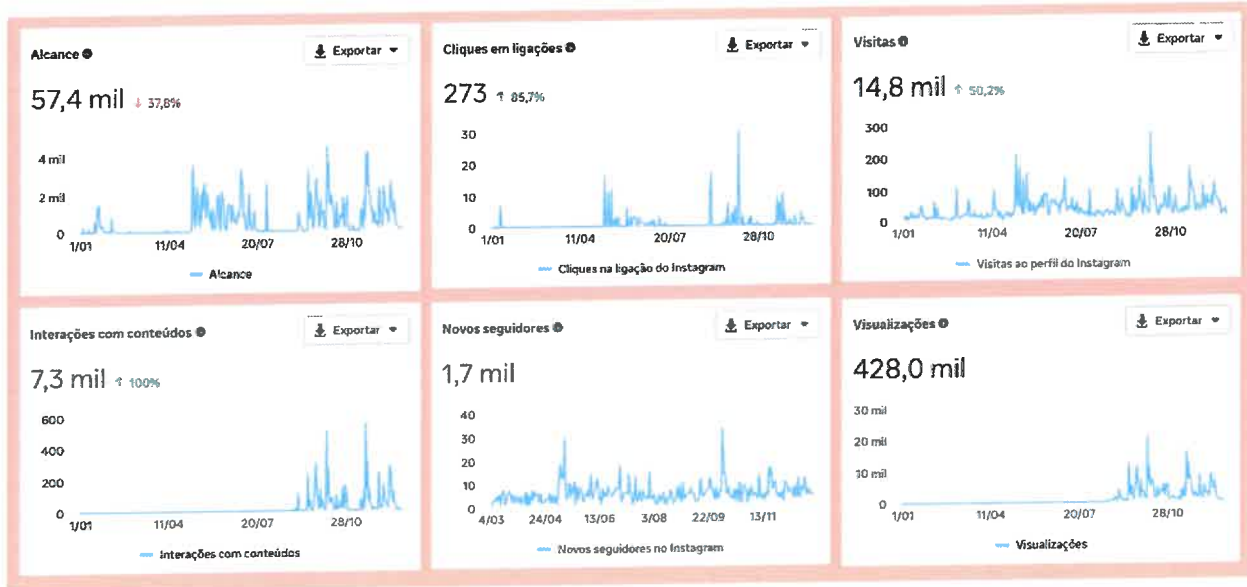 Alcance
Exportar
57,4 mil ↓ 37,8%
4 mil
2 mil
0
1/01 11/04 20/07 28/10
Alcance
Cliques em ligações
Exportar
273 ↑ 85,7%
30
20
10
0
1/01 11/04 20/07 28/10
Cliques na ligação do Instagram
Visitas
Exportar
14,8 mil ↑ 50,2%
300
200
100
0
1/01 11/04 20/07 28/10
Visitas ao perfil do Instagram
Interações com conteúdos
Exportar
7,3 mil ↑ 100%
600
400
200
0
1/01 11/04 20/07 28/10
Interações com conteúdos
Novos seguidores
Exportar
1,7 mil
40
30
20
10
0
4/03 24/04 13/06 3/08 22/09 13/11
Novos seguidores no Instagram
Visualizações
Exportar
428,0 mil
30 mil
20 mil
10 mil
0
1/01 11/04 20/07 28/10
Visualizações